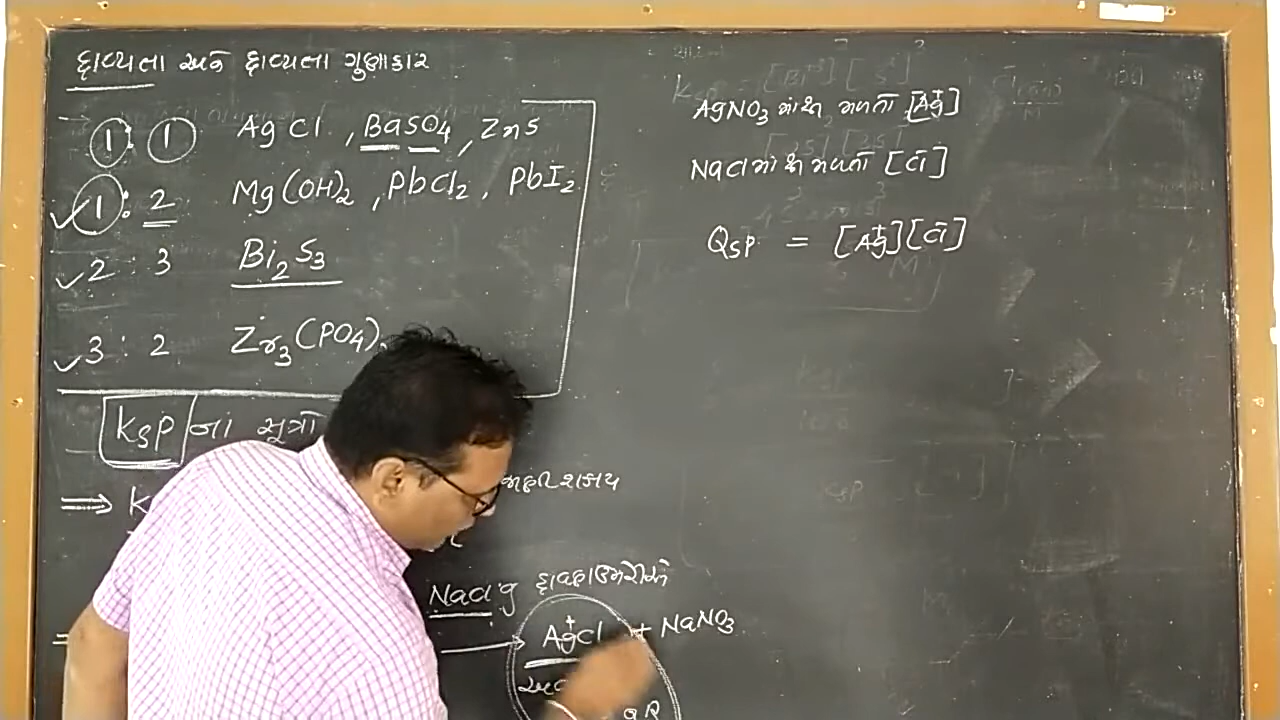 દ્રાવ્યતા અને દ્રાવ્યતા ગુણાકાર
1 : 1 AgCl , BaSO4 , ZnS
1 : 2 Mg(OH)2 , PbCl2 , PbI2
2 : 3 Bi2S3
3 : 2 Zr3(PO4)
Ksp ના સૂત્રો
⇒ K
NaCl નું દ્રાવણ ઉમેરીએ
→ AgCl + NaNO3
AgNO3 માંથી મળતા [Ag+]
NaCl માંથી મળતા [Cl-]
Qsp = [Ag+][Cl-]